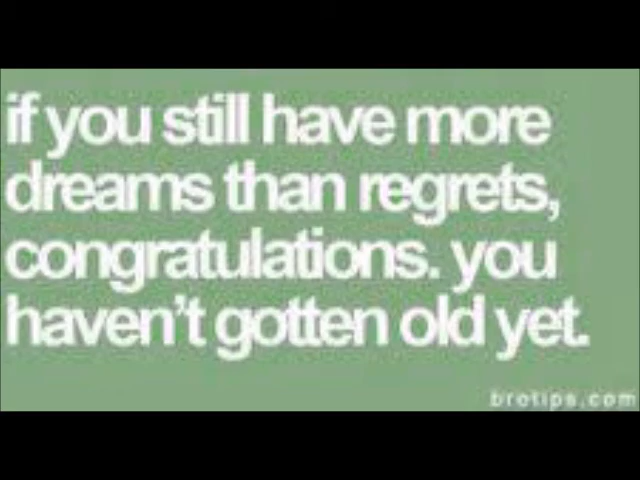 if you still have more
dreams than regrets,
congratulations. you
haven't gotten old yet.
brotips.com